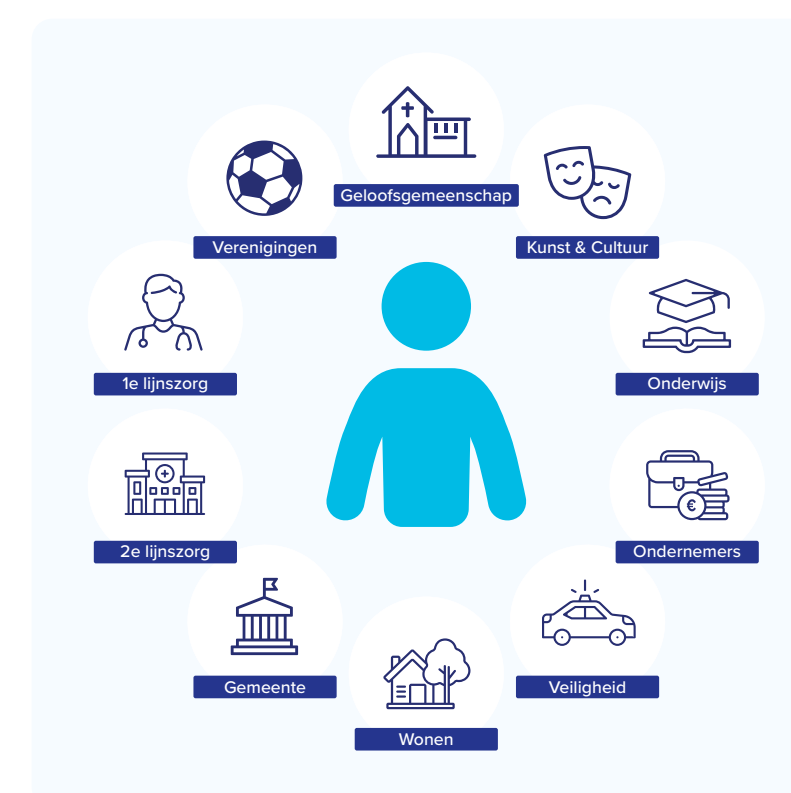 Geloofsgemeenschap
Verenigingen
Kunst & Cultuur
1e lijnszorg
Onderwijs
2e lijnszorg
Ondernemers
Gemeente
Veiligheid
Wonen